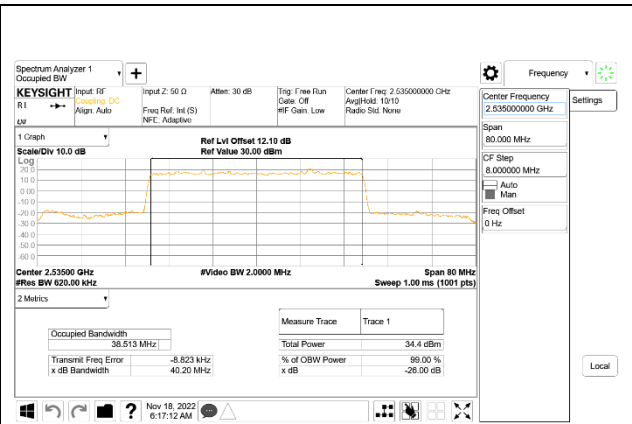 Spectrum Analyzer 1
Occupied BW
+
Frequency
KEYSIGHT
Input: RF
Coupling: DC
Align: Auto
Input Z: 50 Ω
Freq Ref: Int (S)
NFE: Adaptive
Atten: 30 dB
Trig: Free Run
Gate: Off
#IF Gain: Low
Center Freq: 2.535000000 GHz
Avg|Hold: 10/10
Radio Std: None
Center Frequency
2.535000000 GHz
Settings
Span
80.000 MHz
CF Step
8.000000 MHz
Auto
Man
Freq Offset
0 Hz
1 Graph
Scale/Div 10.0 dB
Ref Lvl Offset 12.10 dB
Ref Value 30.00 dBm
Log
20.0
10.0
0.00
-10.0
-20.0
-30.0
-40.0
-50.0
-60.0
Center 2.53500 GHz
#Video BW 2.0000 MHz
Span 80 MHz
#Res BW 620.00 kHz
Sweep 1.00 ms (1001 pts)
2 Metrics
Measure Trace
Trace 1
Occupied Bandwidth
38.513 MHz
Total Power
34.4 dBm
Transmit Freq Error
-8.823 kHz
% of OBW Power
99.00 %
x dB Bandwidth
40.20 MHz
x dB
-26.00 dB
Local
?
Nov 18, 2022
6:17:12 AM